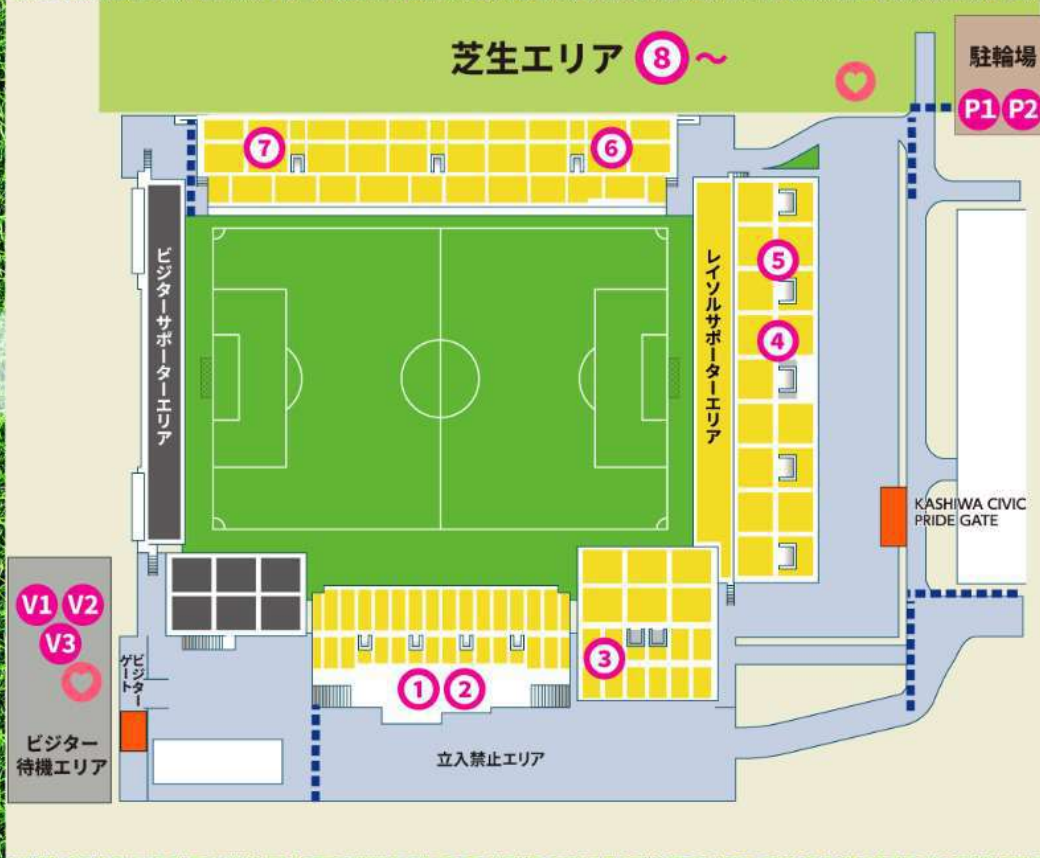 芝生エリア 8 〜
駐輪場
P1 P2
7
6
ビジターサポーターエリア
レイソルサポーターエリア
5
4
KASHIWA CIVIC
PRIDE GATE
V1 V2
V3
ビジター
ゲート
3
1 2
ビジター
待機エリア
立入禁止エリア